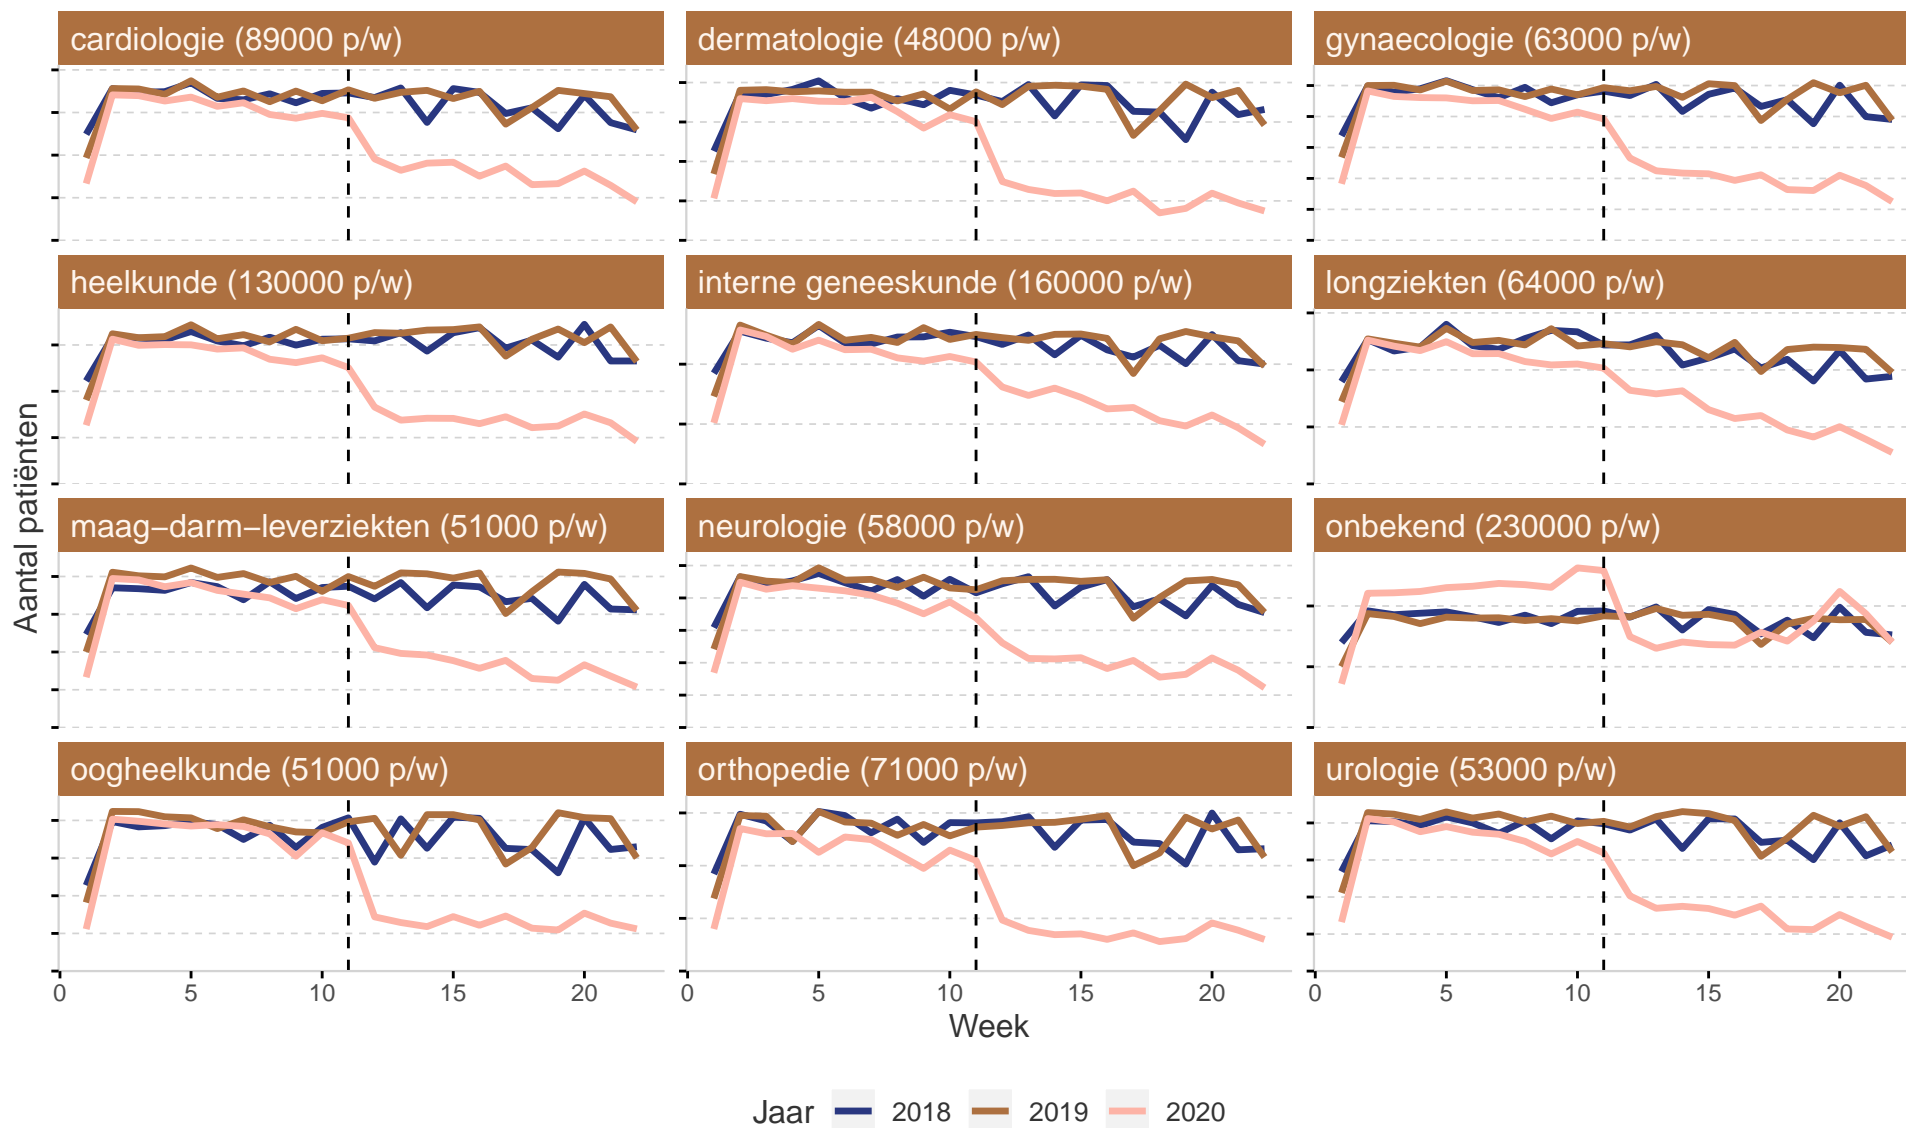 cardiologie (89000 p/w)
dermatologie (48000 p/w)
gynaecologie (63000 p/w)
heelkunde (130000 p/w)
interne geneeskunde (160000 p/w)
longziekten (64000 p/w)
maag–darm–leverziekten (51000 p/w)
neurologie (58000 p/w)
onbekend (230000 p/w)
oogheelkunde (51000 p/w)
orthopedie (71000 p/w)
urologie (53000 p/w)
Aantal patiënten
0 5 10 15 20
0 5 10 15 20
0 5 10 15 20
Week
Jaar 2018 2019 2020